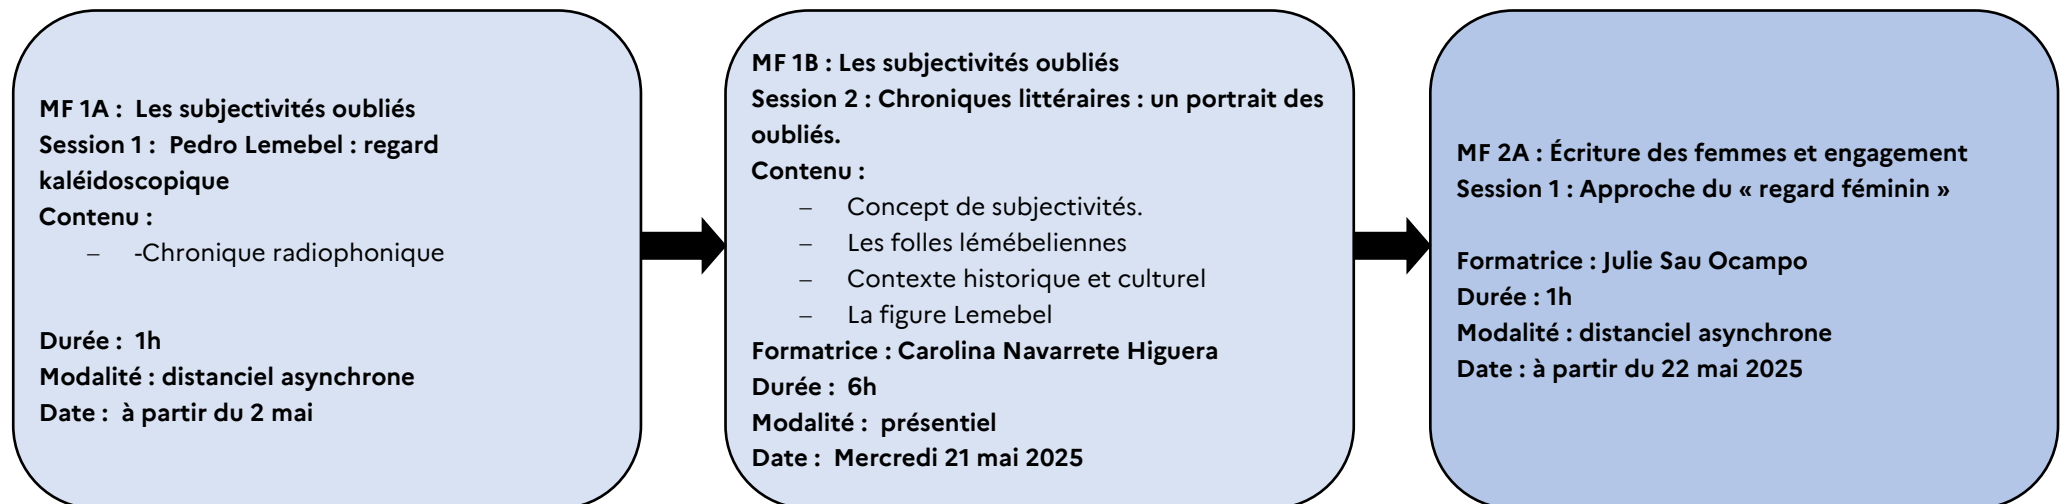 MF 1A :  Les subjectivités oubliés
Session 1 :  Pedro Lemebel : regard
kaléidoscopique
Contenu :
– -Chronique radiophonique
Durée :  1h
Modalité : distanciel asynchrone
Date :  à partir du 2 mai
MF 1B : Les subjectivités oubliés
Session 2 : Chroniques littéraires : un portrait des
oubliés.
Contenu :
– Concept de subjectivités.
– Les folles lémébeliennes
– Contexte historique et culturel
– La figure Lemebel
Formatrice : Carolina Navarrete Higuera
Durée :  6h
Modalité :  présentiel
Date :  Mercredi 21 mai 2025
MF 2A : Écriture des femmes et engagement
Session 1 : Approche du « regard féminin »
Formatrice : Julie Sau Ocampo
Durée : 1h
Modalité : distanciel asynchrone
Date : à partir du 22 mai 2025